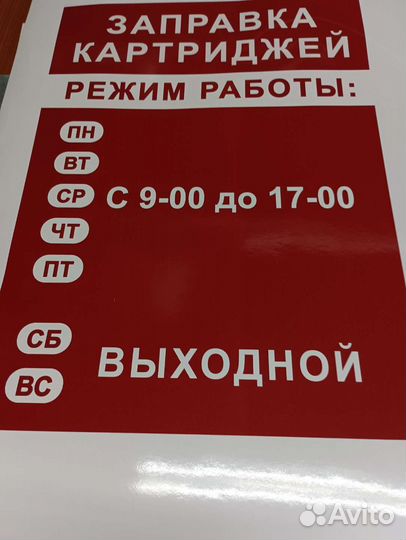 ЗАПРАВКА
КАРТРИДЖЕЙ
РЕЖИМ РАБОТЫ:
ПН
ВТ
СР С 9-00 до 17-00
ЧТ
ПТ
СБ
ВЫХОДНОЙ
ВС
Avito